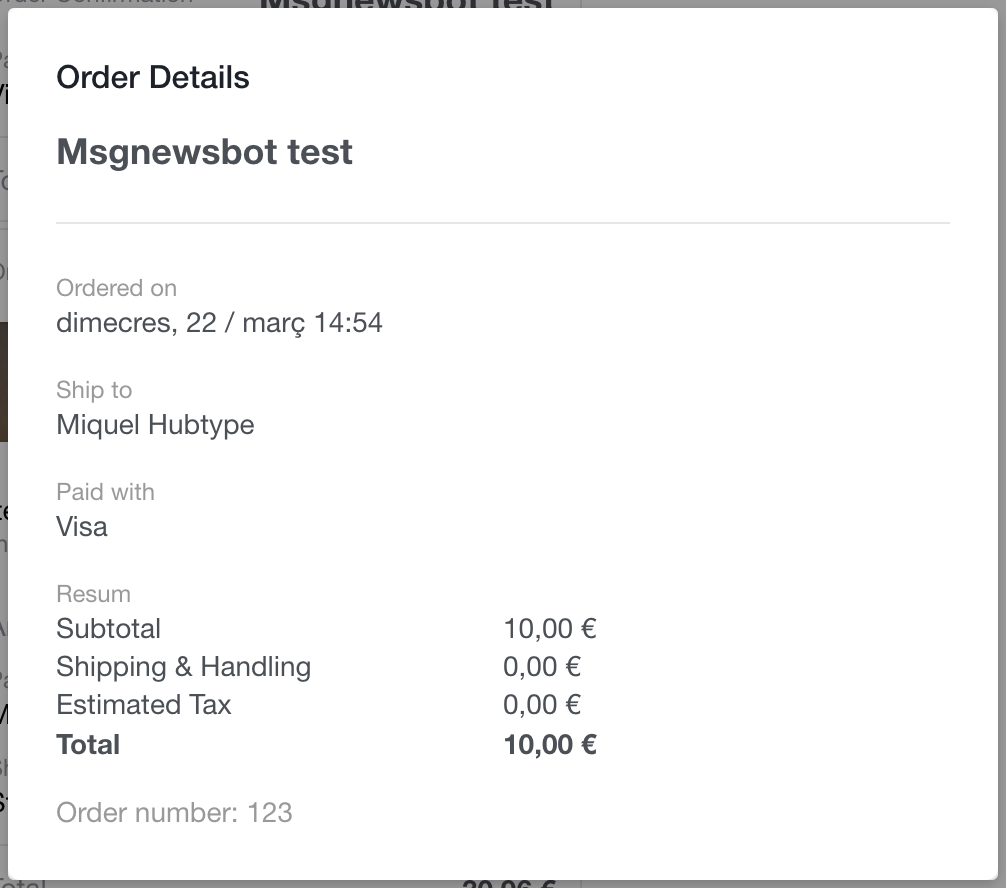 Order Details
Msgnewsbot test
Ordered on
dimecres, 22 / març 14:54
Ship to
Miquel Hubtype
Paid with
Visa
Resum
Subtotal 10,00 €
Shipping & Handling 0,00 €
Estimated Tax 0,00 €
Total 10,00 €
Order number: 123